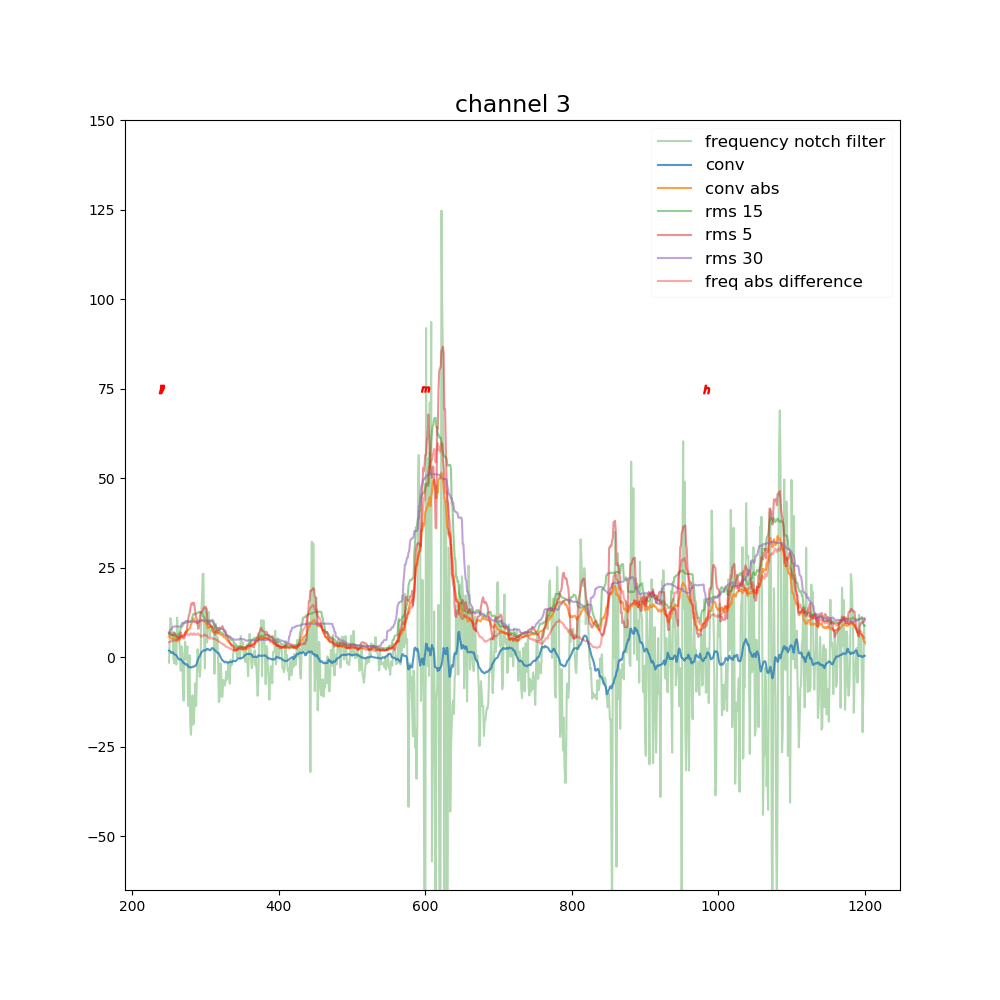 channel 3
150
125
100
75
50
25
0
−25
−50
200
400
600
800
1000
1200
frequency notch filter
conv
conv abs
rms 15
rms 5
rms 30
freq abs difference
m
h